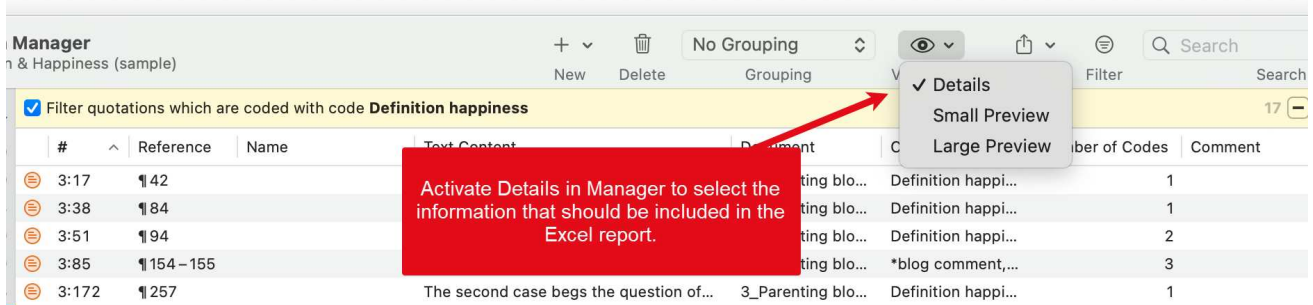 Manager
No Grouping
Search
n & Happiness (sample)
New Delete Grouping V Filter Search
✓ Details
Small Preview
Large Preview
Filter quotations which are coded with code Definition happiness 17
# Reference Name Text Content Document C ber of Codes Comment
Activate Details in Manager to select the
information that should be included in the
Excel report.
3:17 ¶ 42 ting blo... Definition happi... 1
3:38 ¶ 84 ting blo... Definition happi... 1
3:51 ¶ 94 ting blo... Definition happi... 2
3:85 ¶ 154 – 155 ting blo... *blog comment,... 3
3:172 ¶ 257 The second case begs the question of... 3_Parenting blo... Definition happi... 1